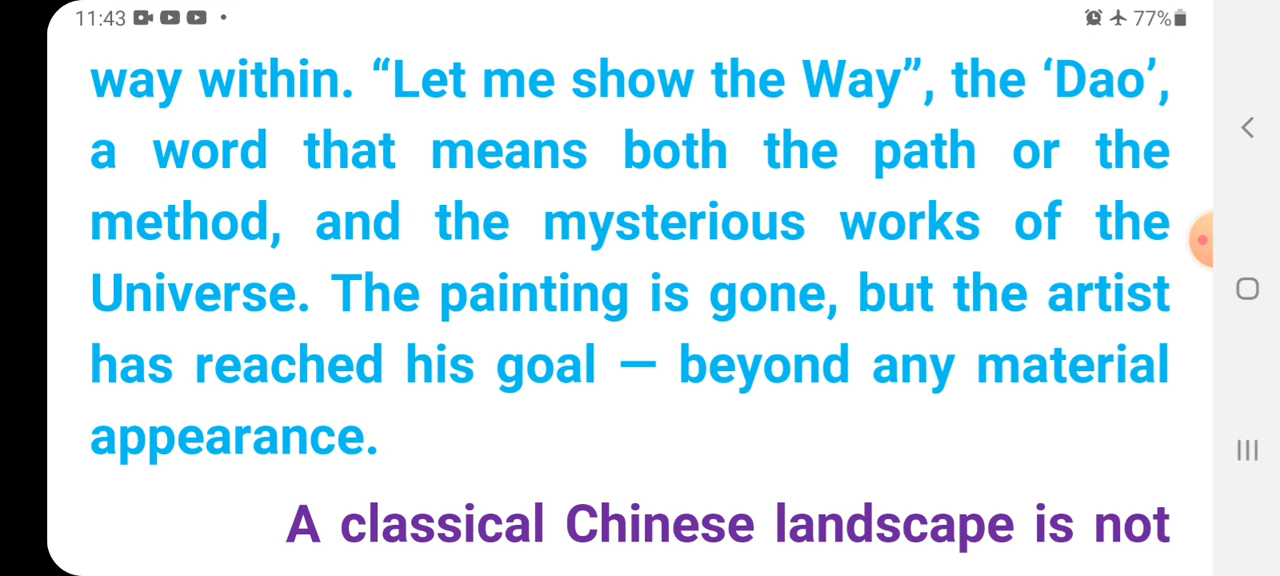 11:43
77%
way within. “Let me show the Way”, the ‘Dao’,
a word that means both the path or the
method, and the mysterious works of the
Universe. The painting is gone, but the artist
has reached his goal — beyond any material
appearance.
A classical Chinese landscape is not